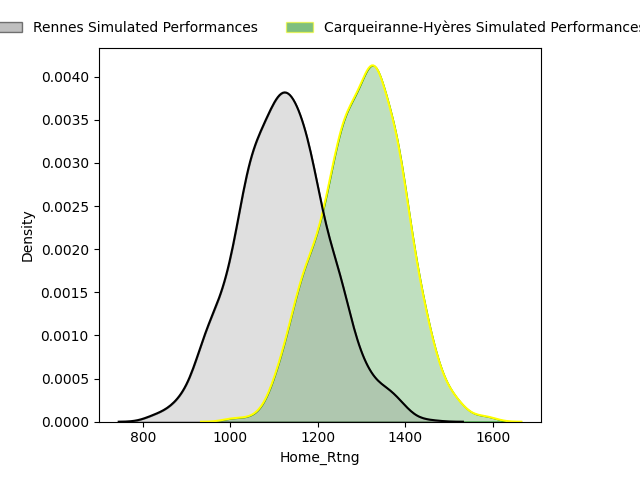 Rennes Simulated Performances
Carqueiranne-Hyères Simulated Performances
0.0040
0.0035
0.0030
0.0025
0.0020
0.0015
0.0010
0.0005
0.0000
Density
800 1000 1200 1400 1600
Home_Rtng